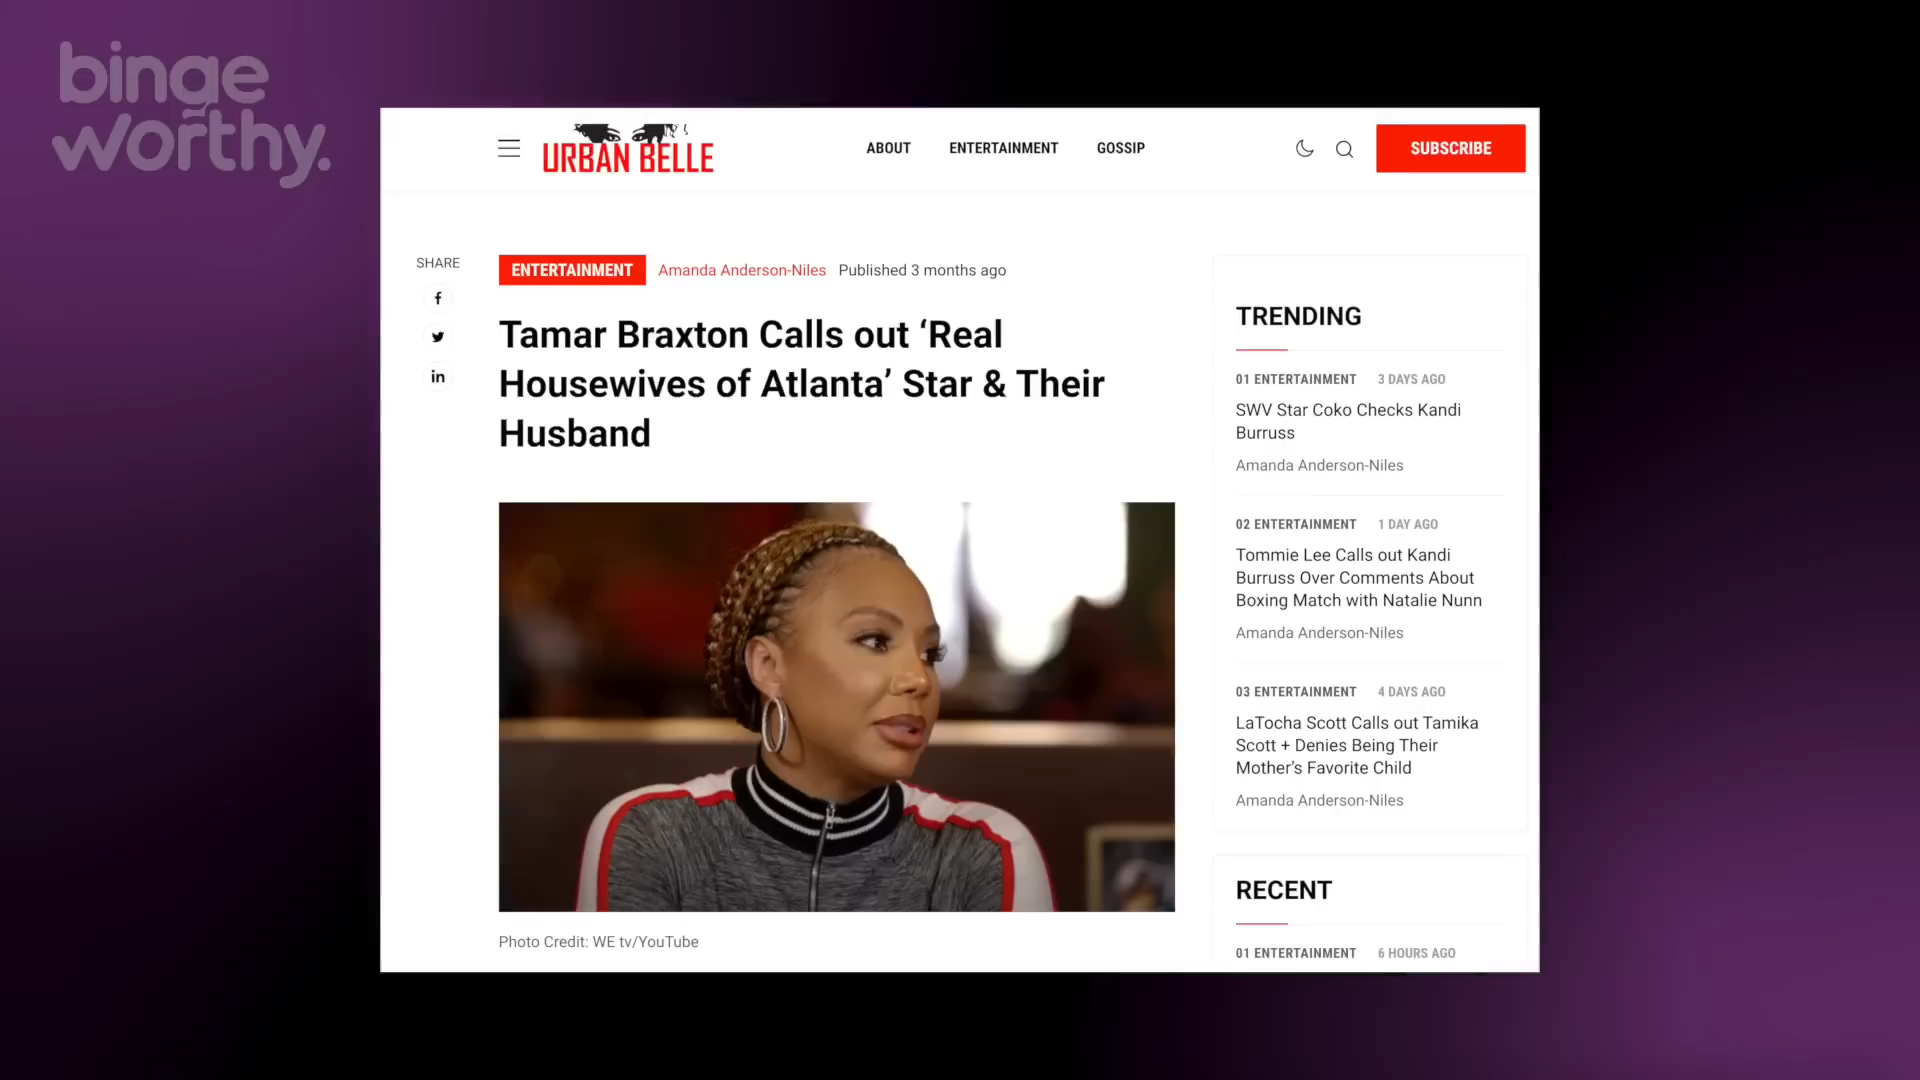 binge
worthy.
URBAN BELLE
ABOUT
ENTERTAINMENT
GOSSIP
SUBSCRIBE
SHARE
ENTERTAINMENT Amanda Anderson-Niles Published 3 months ago
Tamar Braxton Calls out ‘Real
Housewives of Atlanta’ Star & Their
Husband
Photo Credit: WE tv/YouTube
TRENDING
01 ENTERTAINMENT 3 DAYS AGO
SWV Star Coko Checks Kandi
Burruss
Amanda Anderson-Niles
02 ENTERTAINMENT 1 DAY AGO
Tommie Lee Calls out Kandi
Burruss Over Comments About
Boxing Match with Natalie Nunn
Amanda Anderson-Niles
03 ENTERTAINMENT 4 DAYS AGO
LaTocha Scott Calls out Tamika
Scott + Denies Being Their
Mother’s Favorite Child
Amanda Anderson-Niles
RECENT
01 ENTERTAINMENT 6 HOURS AGO